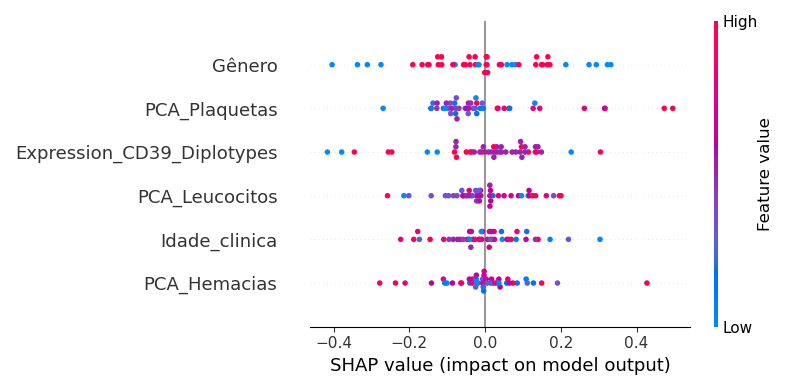 High
Gênero
PCA_Plaquetas
Expression_CD39_Diplotypes
PCA_Leucocitos
Idade_clinica
PCA_Hemacias
Feature value
Low
−0.4 −0.2 0.0 0.2 0.4
SHAP value (impact on model output)